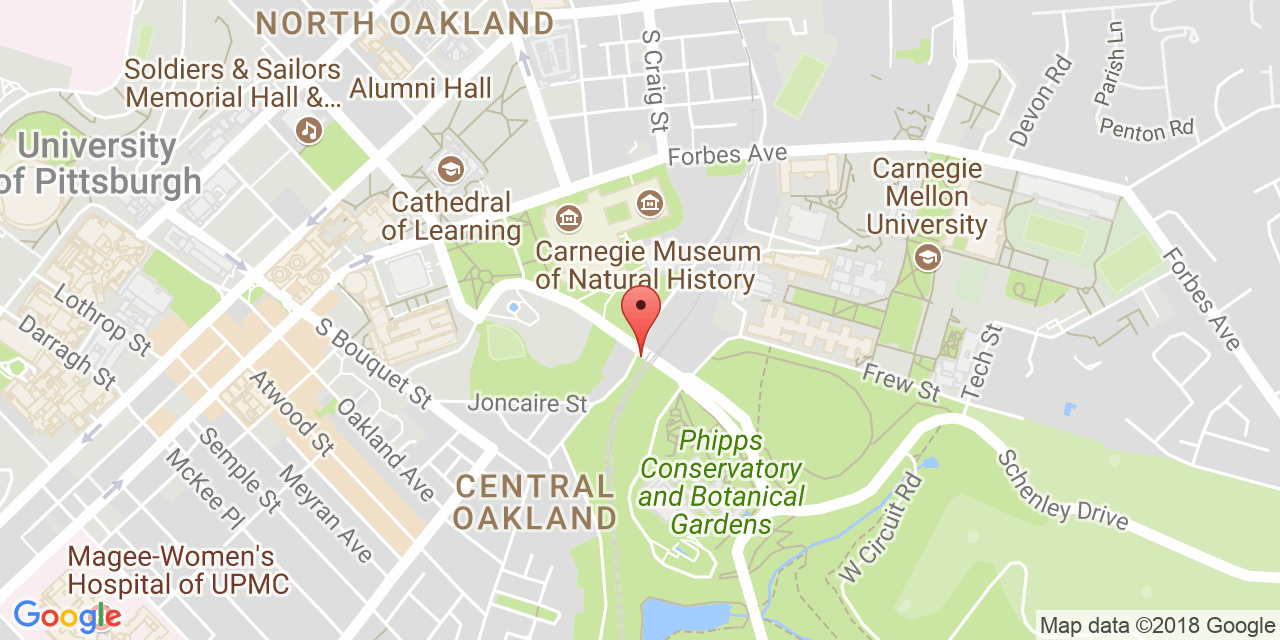 NORTH OAKLAND
S Craig St
Soldiers & Sailors
Memorial Hall &...
Alumni Hall
Devon Rd
Parish Ln
Penton Rd
University
of Pittsburgh
Forbes Ave
Carnegie
Mellon
University
Cathedral
of Learning
Carnegie Museum
of Natural History
Forbes Ave
Lothrop St
Darragh St
S Bouquet St
Atwood St
Oakland Ave
Joncaire St
Frew St
Tech St
Semple St
McKee Pl
Meyran Ave
CENTRAL
OAKLAND
Phipps
Conservatory
and Botanical
Gardens
Schenley Drive
W Circuit Rd
Magee-Women's
Hospital of UPMC
Google
Map data ©2018 Google